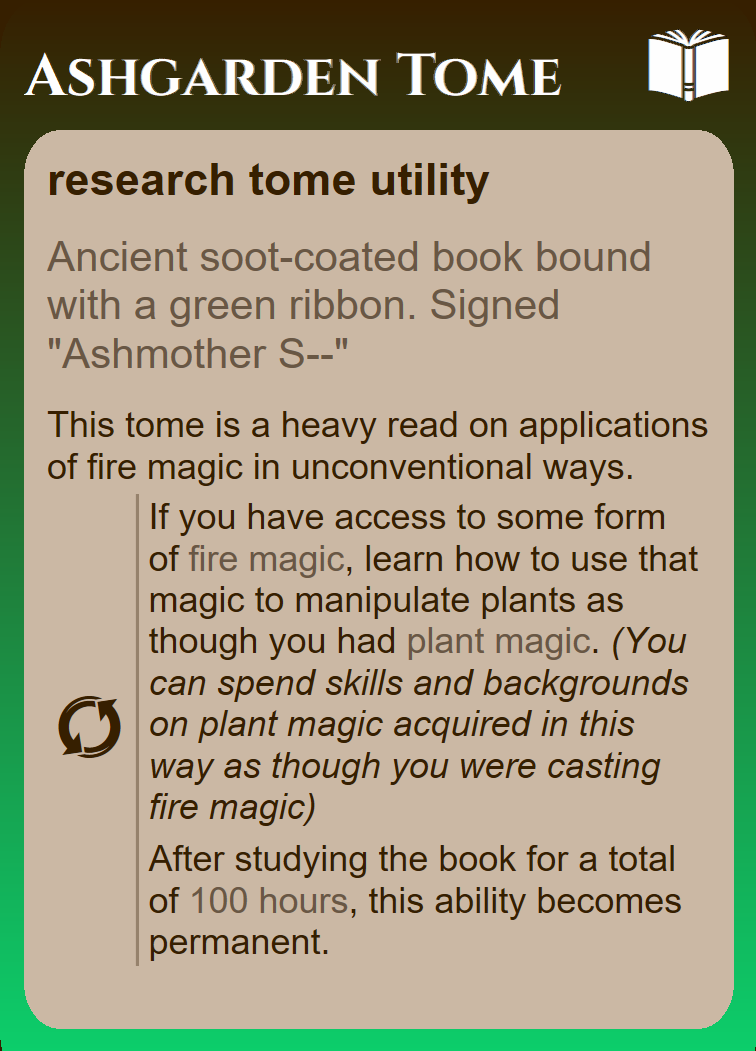 Ashgarden Tome
research tome utility
Ancient soot-coated book bound
with a green ribbon. Signed
"Ashmother S--"
This tome is a heavy read on applications
of fire magic in unconventional ways.
If you have access to some form
of fire magic, learn how to use that
magic to manipulate plants as
though you had plant magic. (You
can spend skills and backgrounds
on plant magic acquired in this
way as though you were casting
fire magic)
After studying the book for a total
of 100 hours, this ability becomes
permanent.